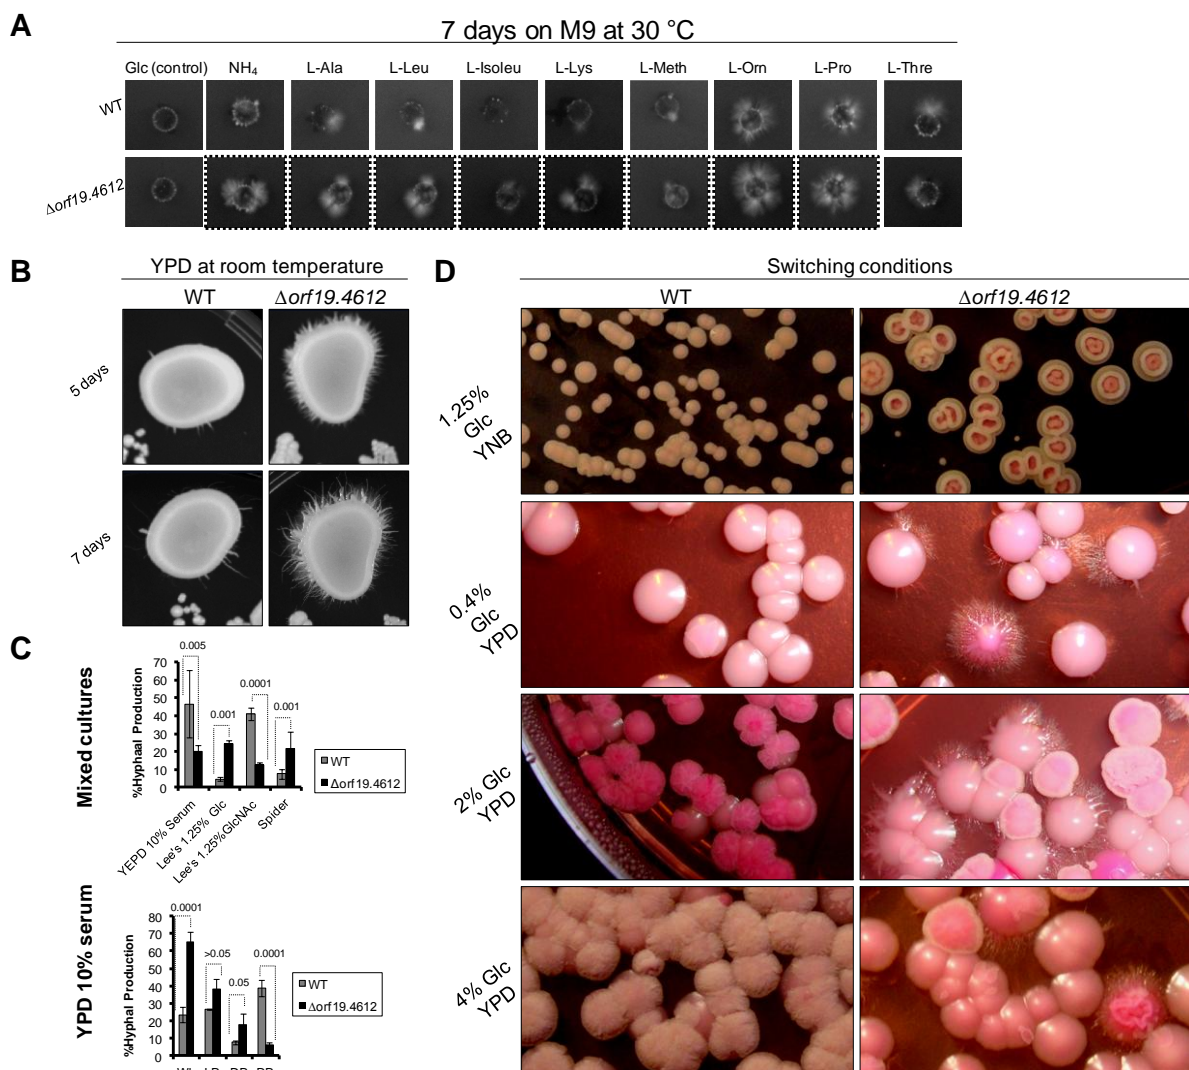 A
7 days on M9 at 30 °C
Glc (control) NH₄ L-Ala L-Leu L-Isoleu L-Lys L-Meth L-Orn L-Pro L-Thre
WT
Δorf19.4612
B
YPD at room temperature
WT Δorf19.4612
5 days
7 days
C
Mixed cultures
%Hyphaal Production
70
60
50
40
30
20
10
0
0.005
0.001
0.0001
0.001
WT
Δorf19.4612
YEPD 10% Serum
Lee's 1.25% Glc
Lee's 1.25%GlcNAc
Spider
YPD 10% serum
%Hyphal Production
80
70
60
50
40
30
20
10
0
0.0001
>0.05
0.05
0.0001
WT
Δorf19.4612
D
Switching conditions
WT Δorf19.4612
1.25%
Glc
YNB
0.4%
Glc
YPD
2% Glc
YPD
4% Glc
YPD